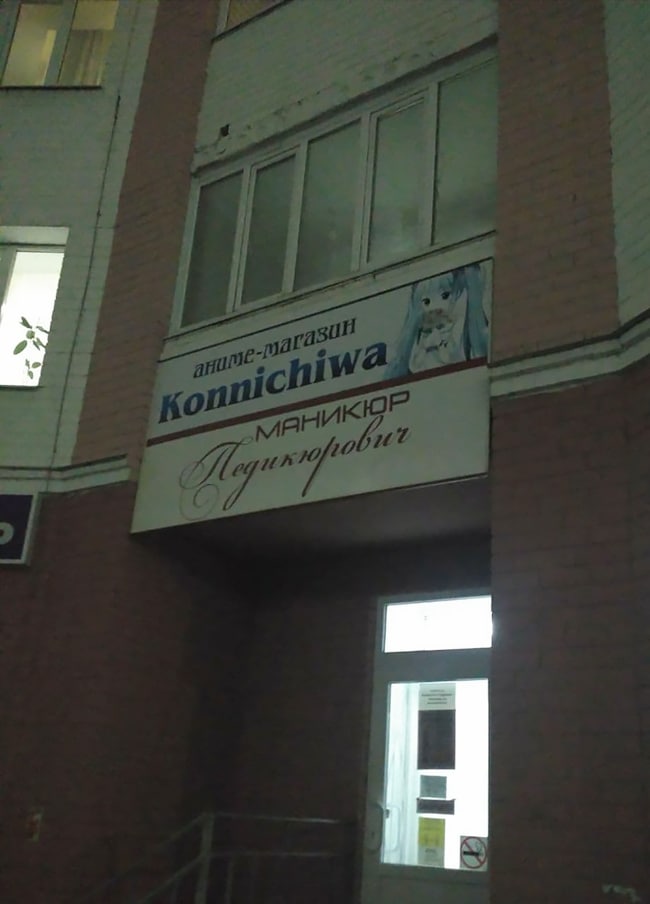 аниме-магазин
Konnichiwa
МАНИКЮР
Педикюрович